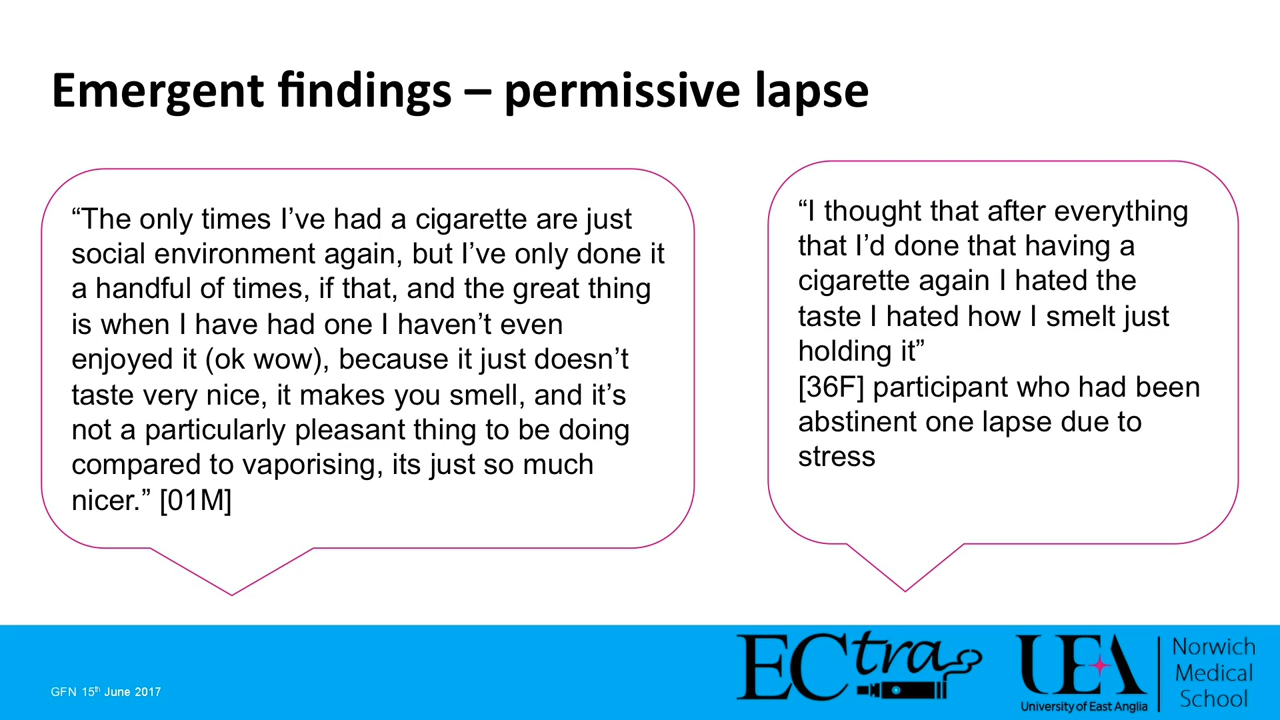 Emergent findings – permissive lapse
“The only times I’ve had a cigarette are just
social environment again, but I’ve only done it
a handful of times, if that, and the great thing
is when I have had one I haven’t even
enjoyed it (ok wow), because it just doesn’t
taste very nice, it makes you smell, and it’s
not a particularly pleasant thing to be doing
compared to vaporising, its just so much
nicer.” [01M]
“I thought that after everything
that I’d done that having a
cigarette again I hated the
taste I hated how I smelt just
holding it”
[36F] participant who had been
abstinent one lapse due to
stress
GFN 15th June 2017
ECtra
UEA
University of East Anglia
Norwich
Medical
School